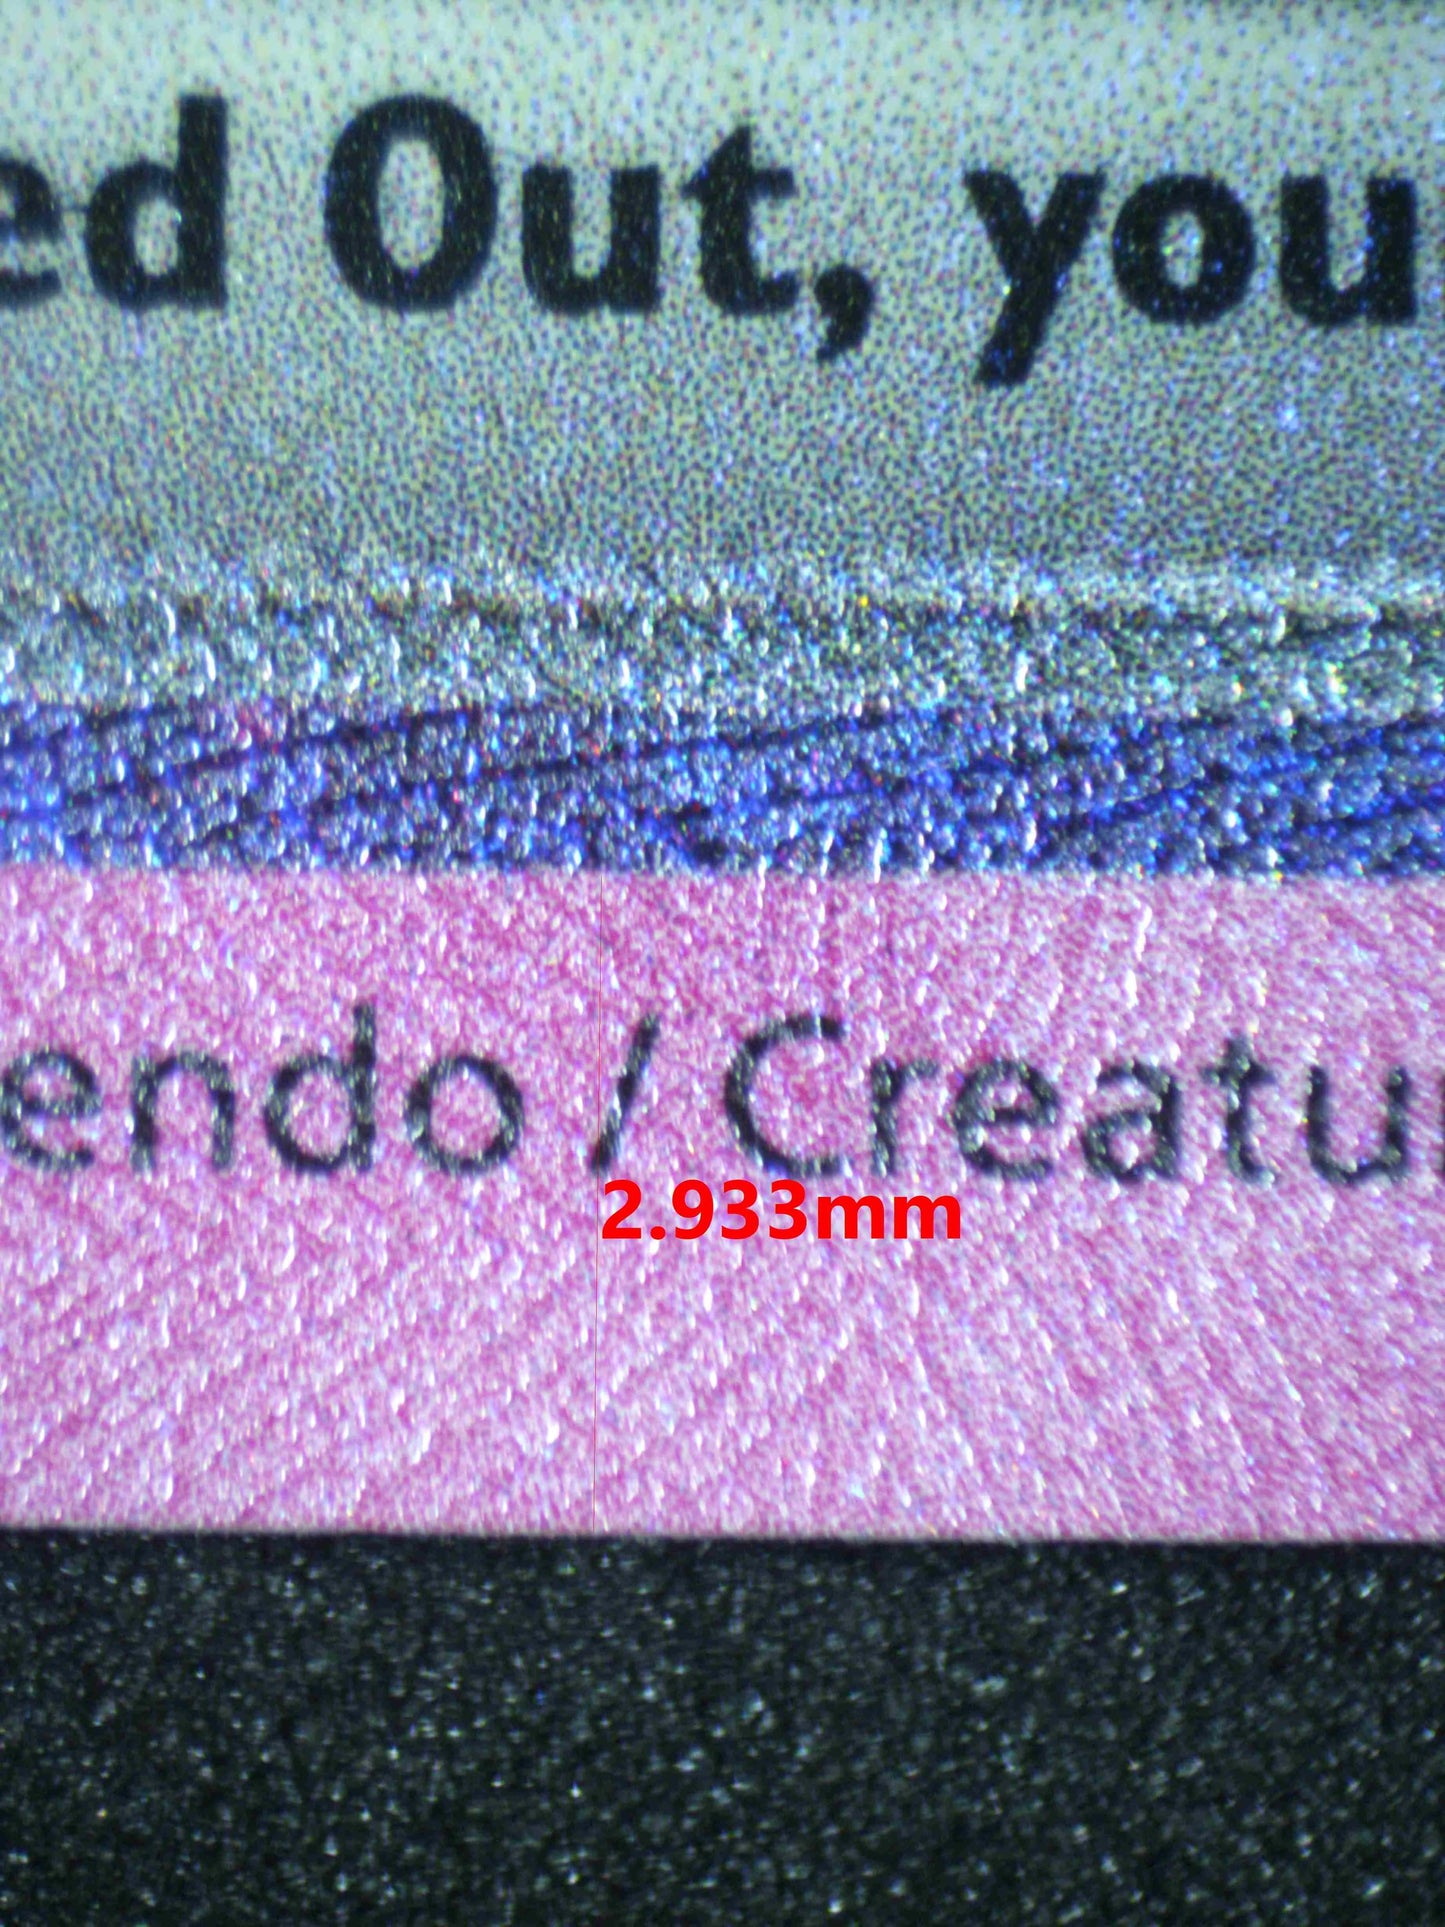 ed Out, you
endo / Creatu
2.933mm